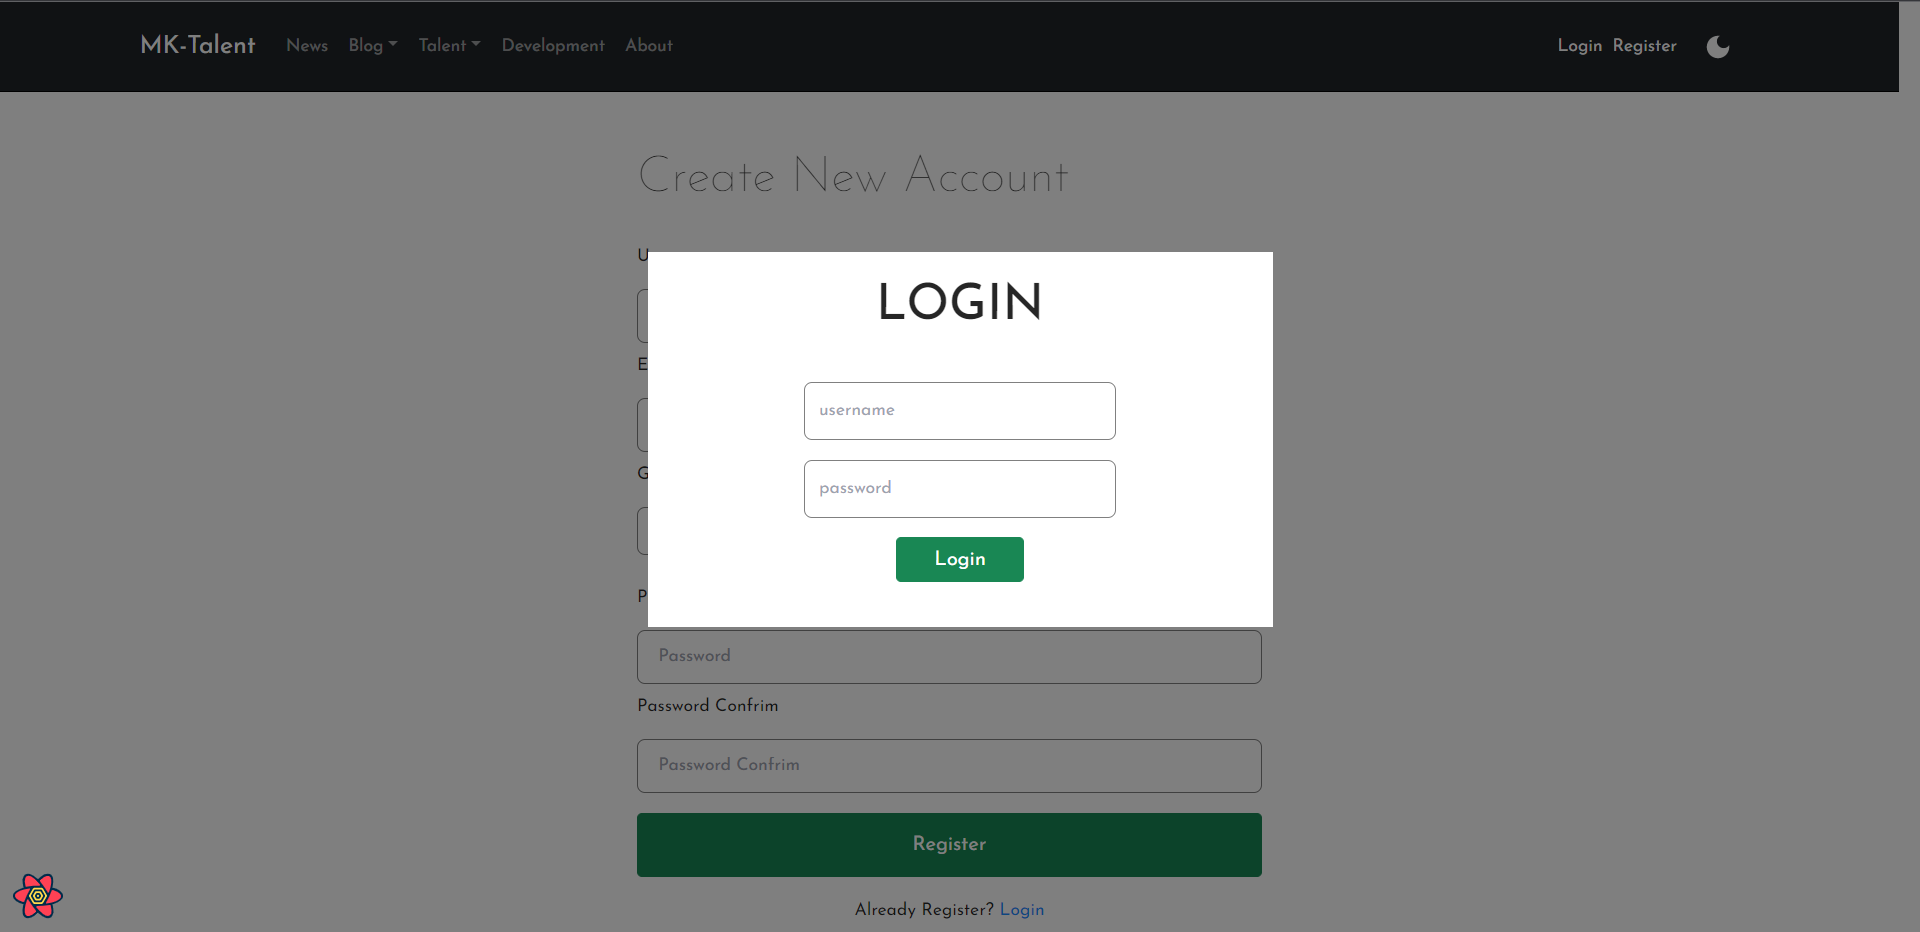 MK-Talent News Blog Talent Development About Login Register
Create New Account
U
LOGIN
E
username
G
password
Login
P
Password
Password Confrim
Password Confrim
Register
Already Register? Login